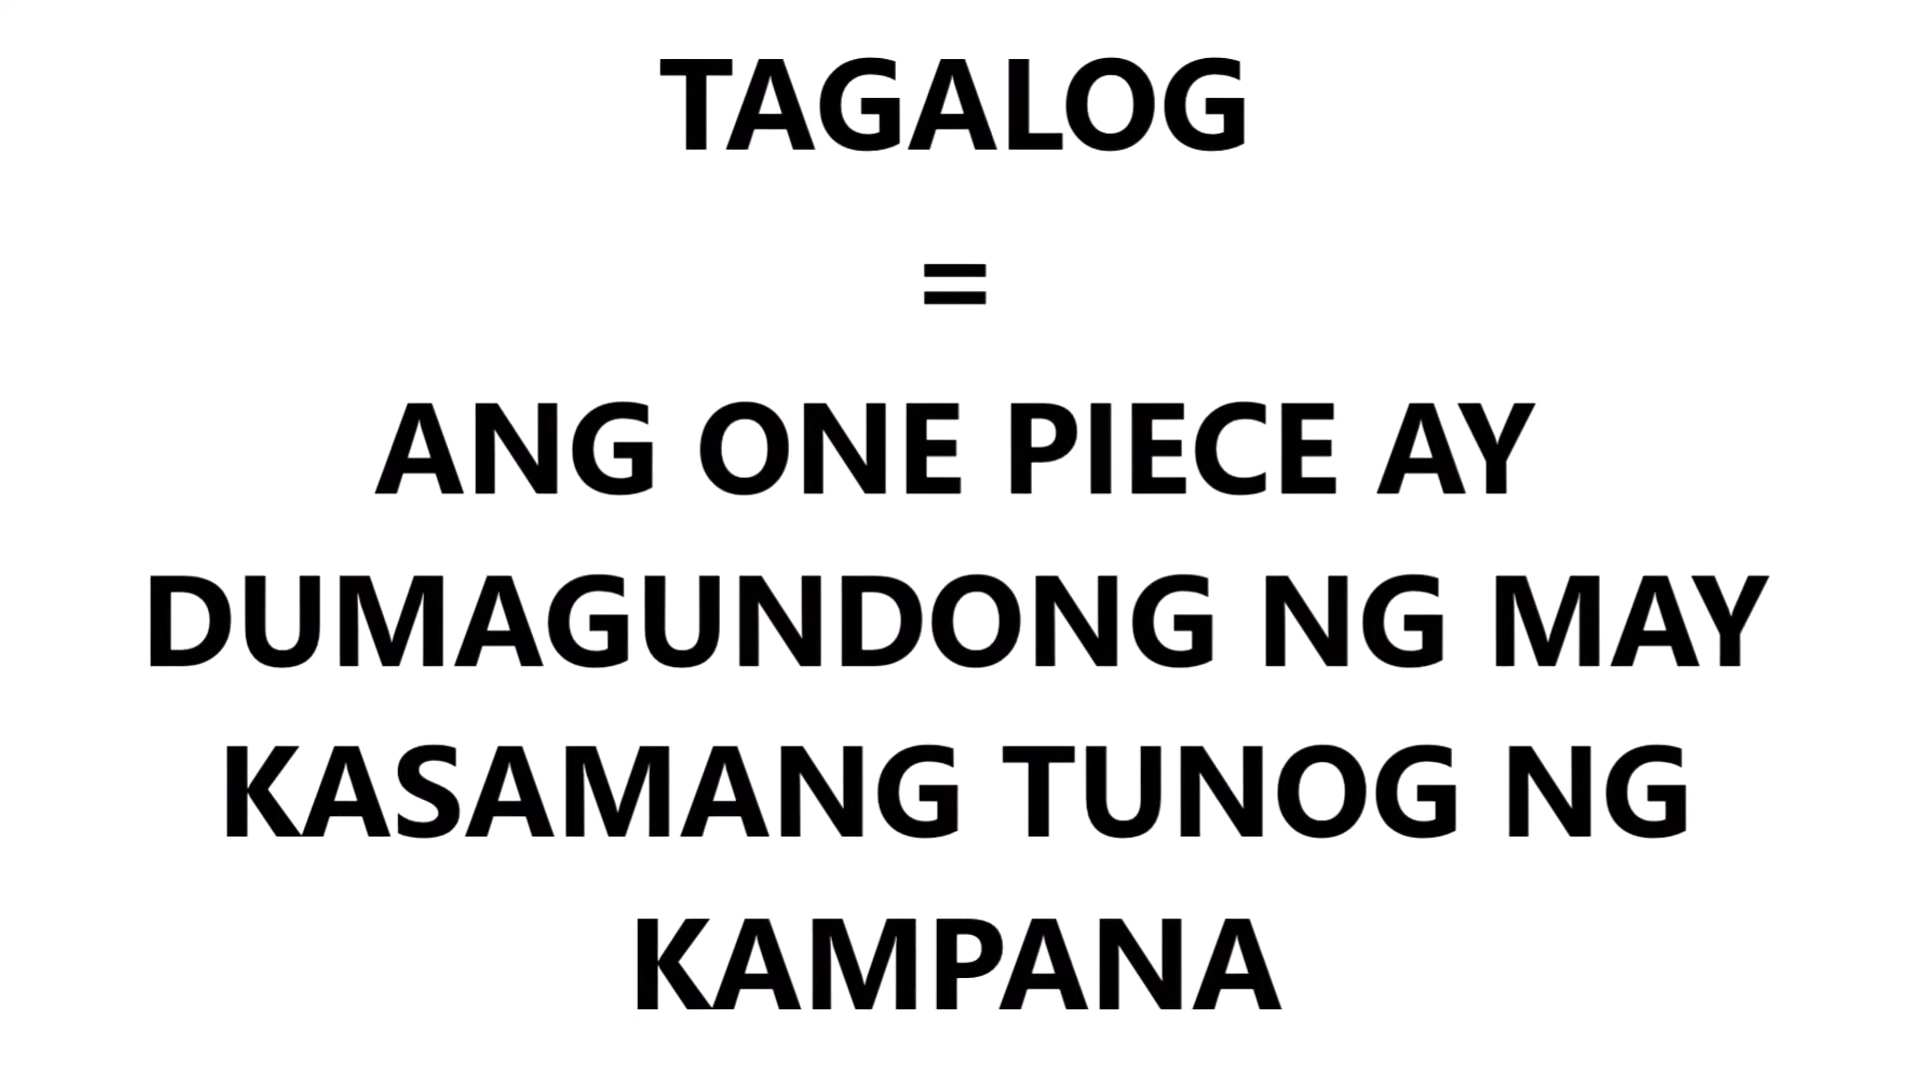 TAGALOG
=
ANG ONE PIECE AY
DUMAGUNDONG NG MAY
KASAMANG TUNOG NG
KAMPANA